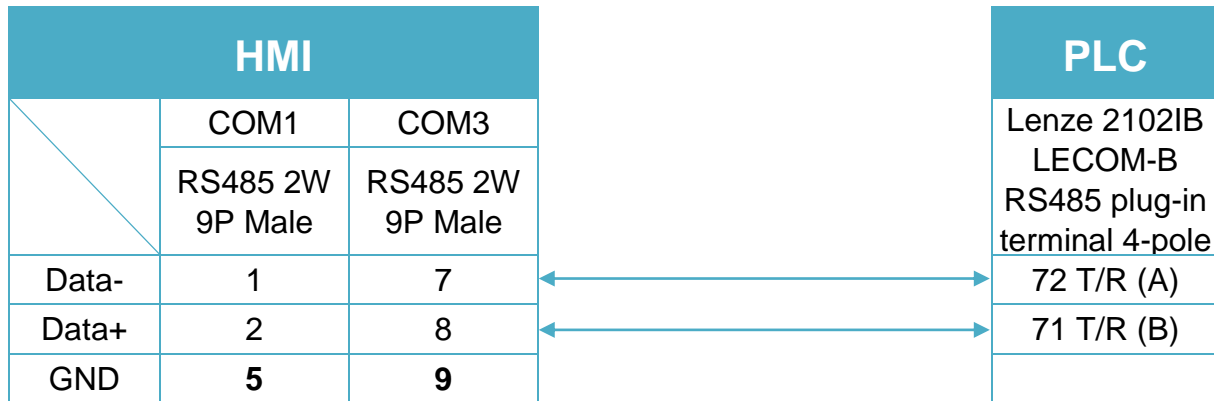 HMI PLC
COM1 COM3 Lenze 2102IB
LECOM-B
RS485 2W RS485 2W RS485 plug-in
9P Male 9P Male terminal 4-pole
Data- 1 7 72 T/R (A)
Data+ 2 8 71 T/R (B)
GND 5 9